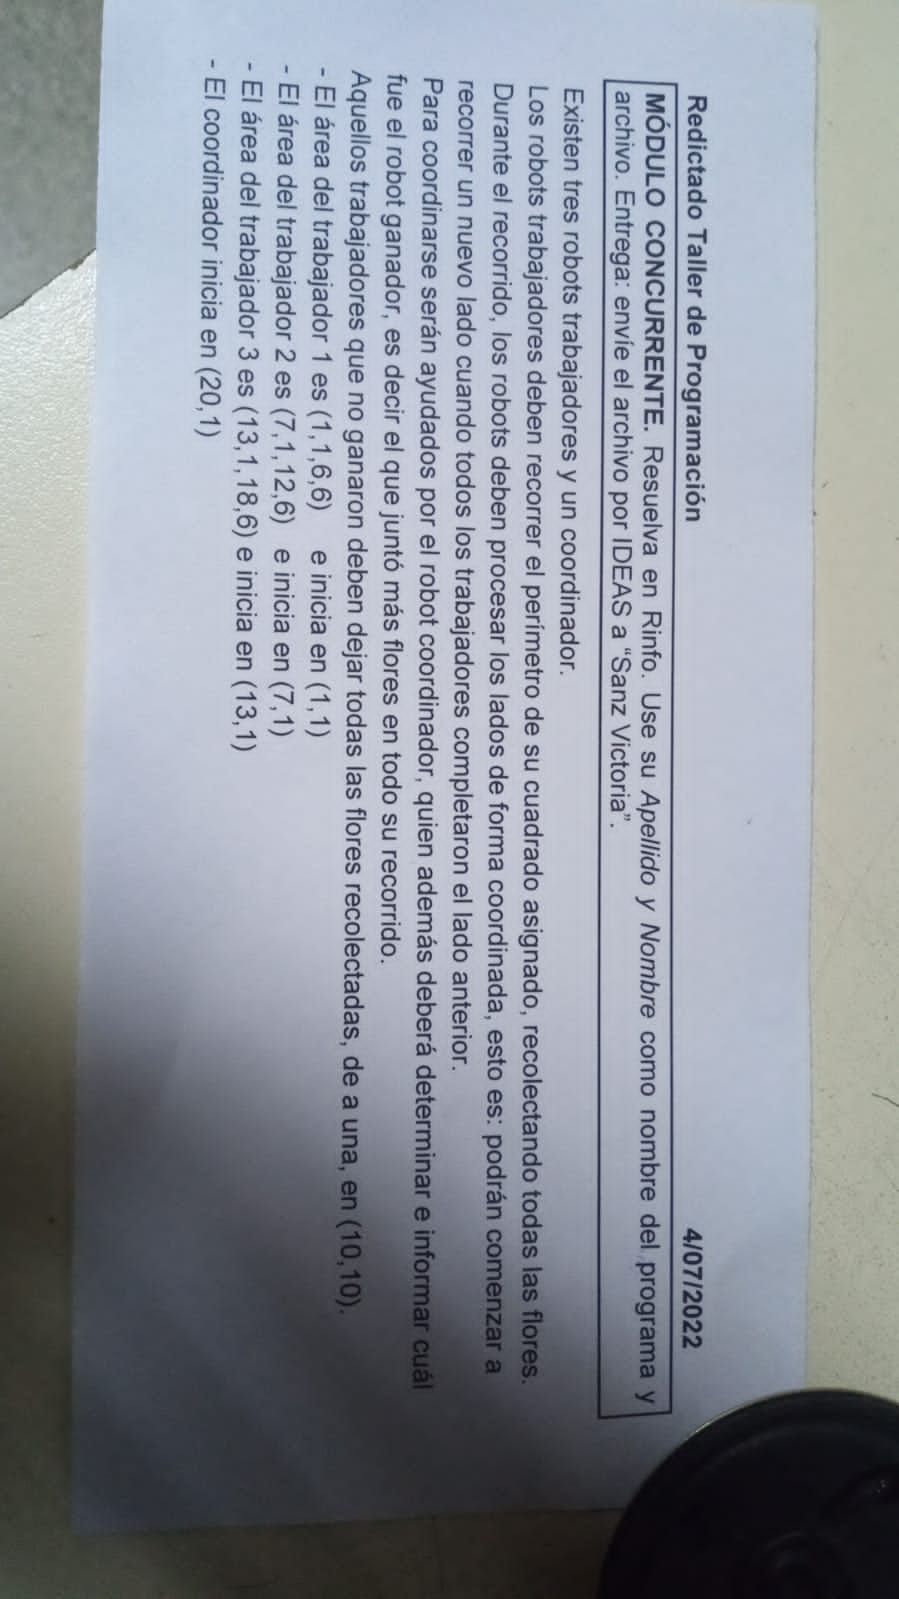 Redictado Taller de Programación 4/07/2022
MÓDULO CONCURRENTE. Resuelva en Rinfo. Use su Apellido y Nombre como nombre del programa y
archivo. Entrega: envíe el archivo por IDEAS a “Sanz Victoria”.
Existen tres robots trabajadores y un coordinador.
Los robots trabajadores deben recorrer el perímetro de su cuadrado asignado, recolectando todas las flores.
Durante el recorrido, los robots deben procesar los lados de forma coordinada, esto es: podrán comenzar a
recorrer un nuevo lado cuando todos los trabajadores completaron el lado anterior.
Para coordinarse serán ayudados por el robot coordinador, quien además deberá determinar e informar cuál
fue el robot ganador, es decir el que juntó más flores en todo su recorrido.
Aquellos trabajadores que no ganaron deben dejar todas las flores recolectadas, de a una, en (10,10).
- El área del trabajador 1 es (1,1,6,6) e inicia en (1,1)
- El área del trabajador 2 es (7,1,12,6) e inicia en (7,1)
- El área del trabajador 3 es (13,1,18,6) e inicia en (13,1)
- El coordinador inicia en (20,1)